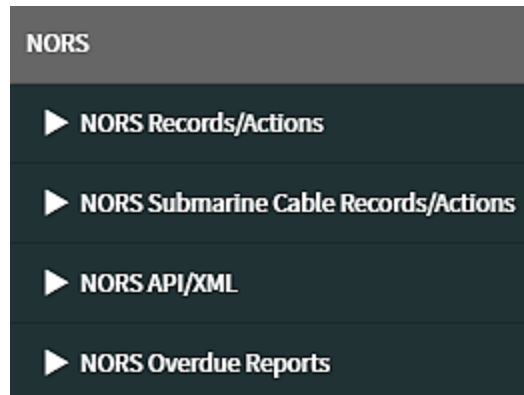 NORS
NORS Records/Actions
NORS Submarine Cable Records/Actions
NORS API/XML
NORS Overdue Reports